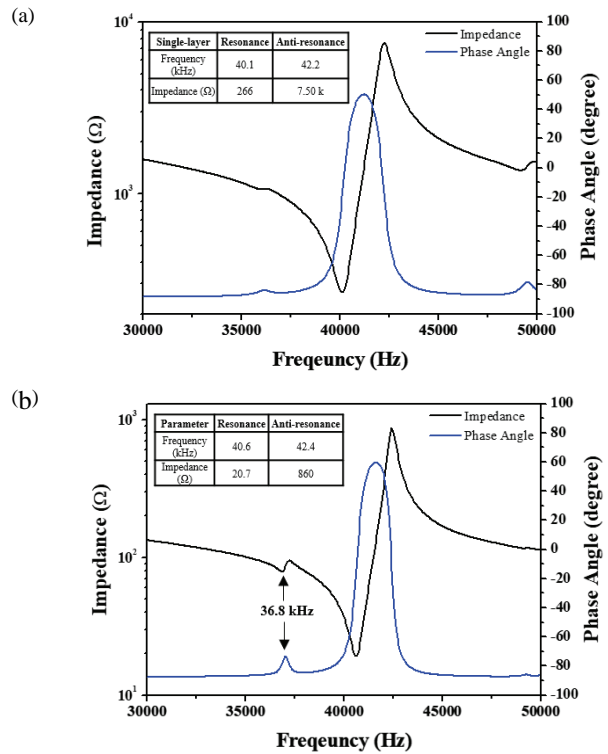 (a)
Single-layer Resonance Anti-resonance
Frequency (kHz) 40.1 42.2
Impedance (Ω) 266 7.50 k
Impedance
Phase Angle
10⁴
10³
Impedance (Ω)
100
80
60
40
20
0
-20
-40
-60
-80
-100
Phase Angle (degree)
30000 35000 40000 45000 50000
Freqeuncy (Hz)
(b)
Parameter Resonance Anti-resonance
Frequency (kHz) 40.6 42.4
Impedance (Ω) 20.7 860
Impedance
Phase Angle
36.8 kHz
10³
10²
10¹
Impedance (Ω)
100
80
60
40
20
0
-20
-40
-60
-80
-100
Phase Angle (degree)
30000 35000 40000 45000 50000
Freqeuncy (Hz)